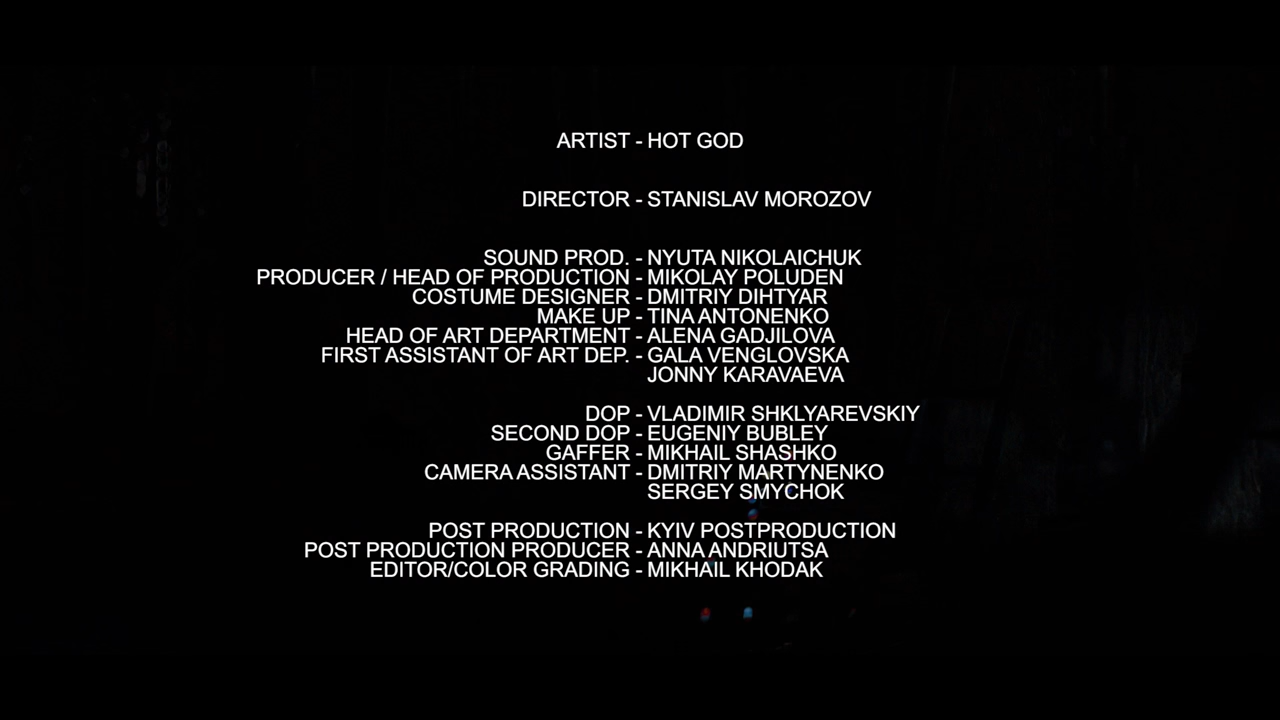 ARTIST - HOT GOD
DIRECTOR - STANISLAV MOROZOV
SOUND PROD. - NYUTA NIKOLAICHUK
PRODUCER / HEAD OF PRODUCTION - MIKOLAY POLUDEN
COSTUME DESIGNER - DMITRIY DIHTYAR
MAKE UP - TINA ANTONENKO
HEAD OF ART DEPARTMENT - ALENA GADJILOVA
FIRST ASSISTANT OF ART DEP. - GALA VENGLOVSKA
JONNY KARAVAEVA
DOP - VLADIMIR SHKLYAREVSKIY
SECOND DOP - EUGENIY BUBLEY
GAFFER - MIKHAIL SHASHKO
CAMERA ASSISTANT - DMITRIY MARTYNENKO
SERGEY SMYCHOK
POST PRODUCTION - KYIV POSTPRODUCTION
POST PRODUCTION PRODUCER - ANNA ANDRIUTSA
EDITOR/COLOR GRADING - MIKHAIL KHODAK